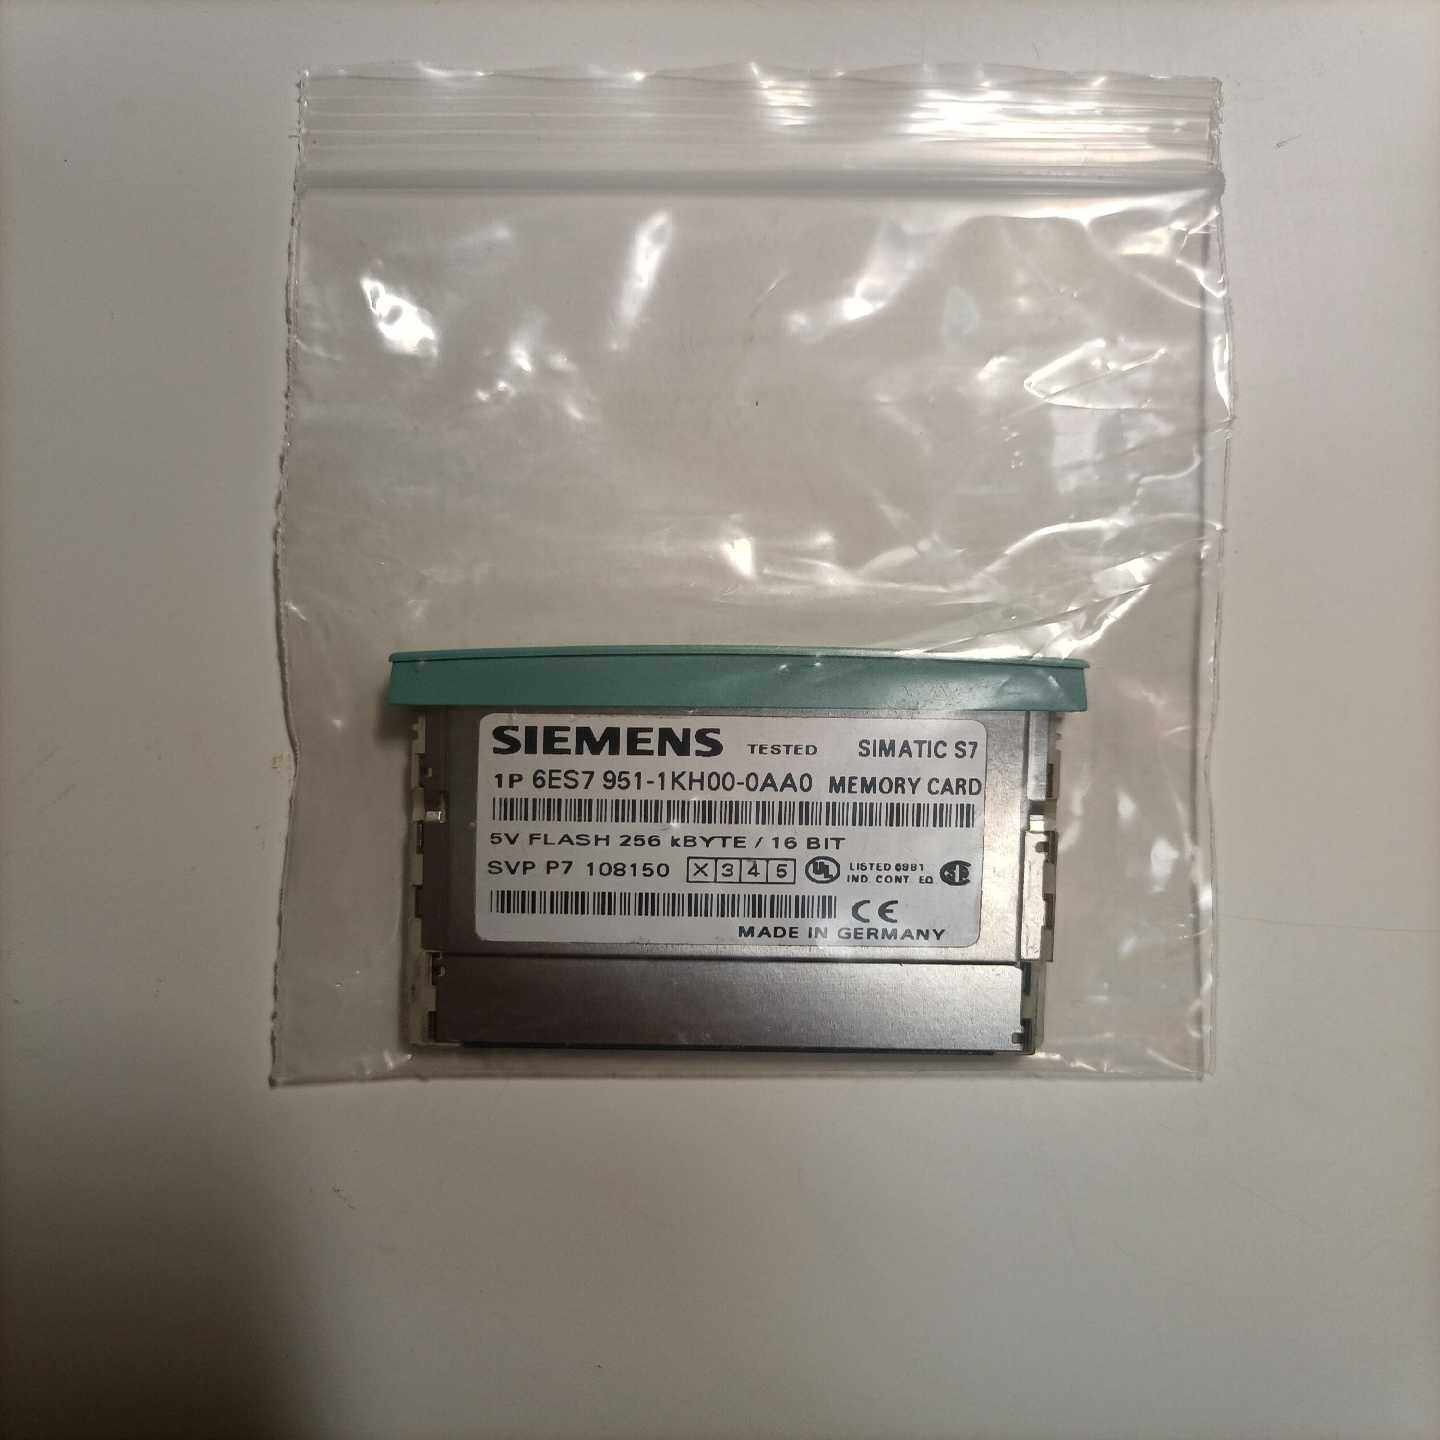 SIEMENS TESTED SIMATIC S7
1P 6ES7 951-1KH00-0AA0 MEMORY CARD
5V FLASH 256 kBYTE / 16 BIT
SVP P7 108150 X 3 4 5 UL LISTED 69B1
IND. CONT. EQ.
CE
MADE IN GERMANY